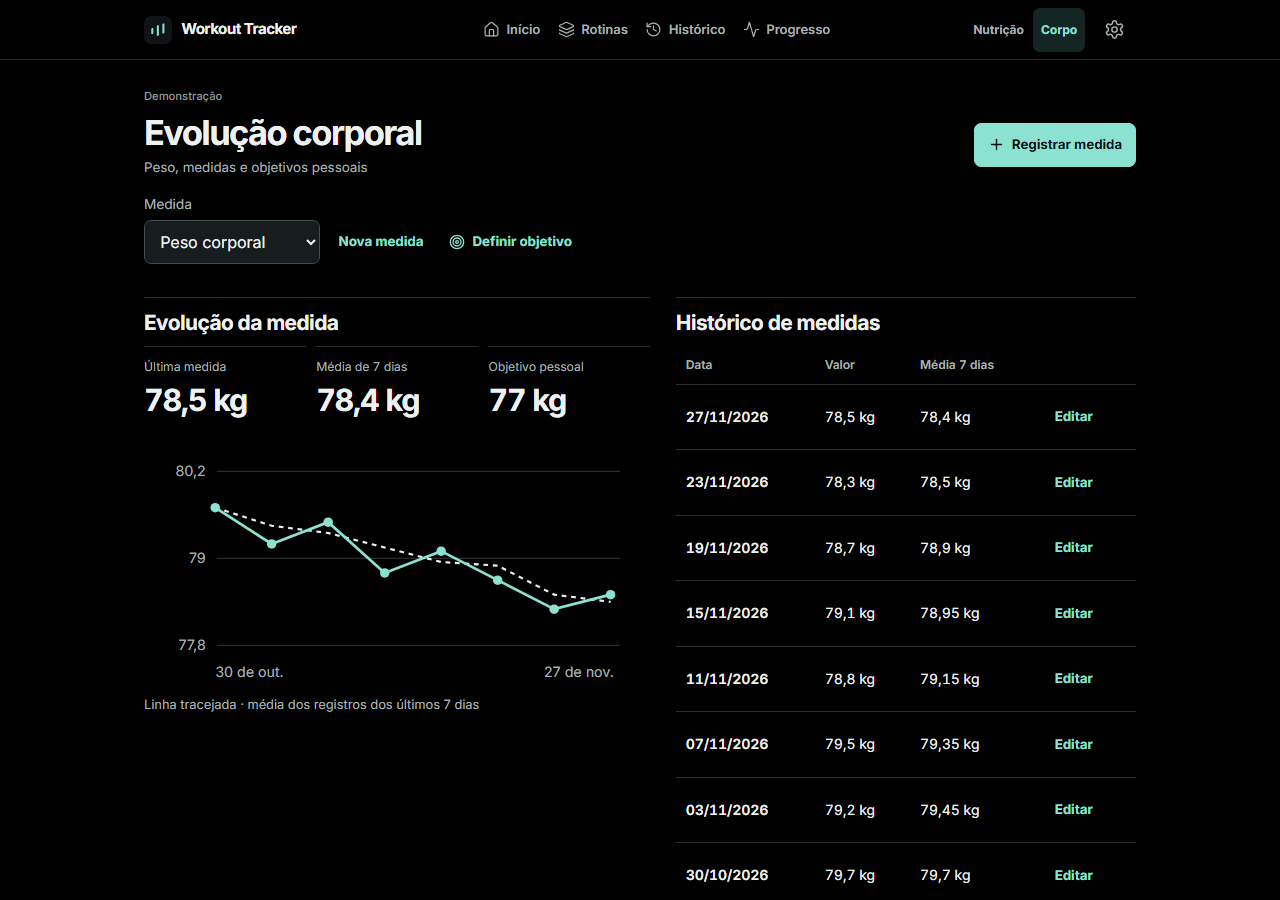 Workout Tracker
Início
Rotinas
Histórico
Progresso
Nutrição
Corpo
Demonstração
Evolução corporal
Peso, medidas e objetivos pessoais
Registrar medida
Medida
Peso corporal
Nova medida
Definir objetivo
Evolução da medida
Última medida
78,5 kg
Média de 7 dias
78,4 kg
Objetivo pessoal
77 kg
80,2
79
77,8
30 de out.
27 de nov.
Linha tracejada · média dos registros dos últimos 7 dias
Histórico de medidas
Data Valor Média 7 dias
27/11/2026 78,5 kg 78,4 kg Editar
23/11/2026 78,3 kg 78,5 kg Editar
19/11/2026 78,7 kg 78,9 kg Editar
15/11/2026 79,1 kg 78,95 kg Editar
11/11/2026 78,8 kg 79,15 kg Editar
07/11/2026 79,5 kg 79,35 kg Editar
03/11/2026 79,2 kg 79,45 kg Editar
30/10/2026 79,7 kg 79,7 kg Editar